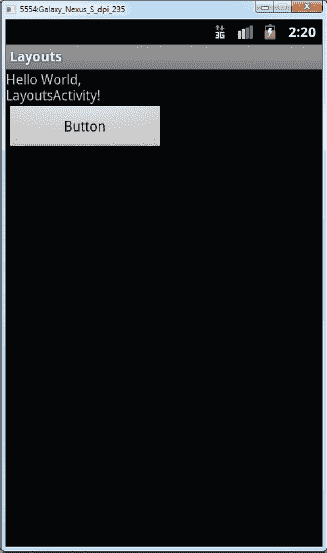 5554:Galaxy_Nexus_S_dpi_235
3G
2:20
Layouts
Hello World,
LayoutsActivity!
Button